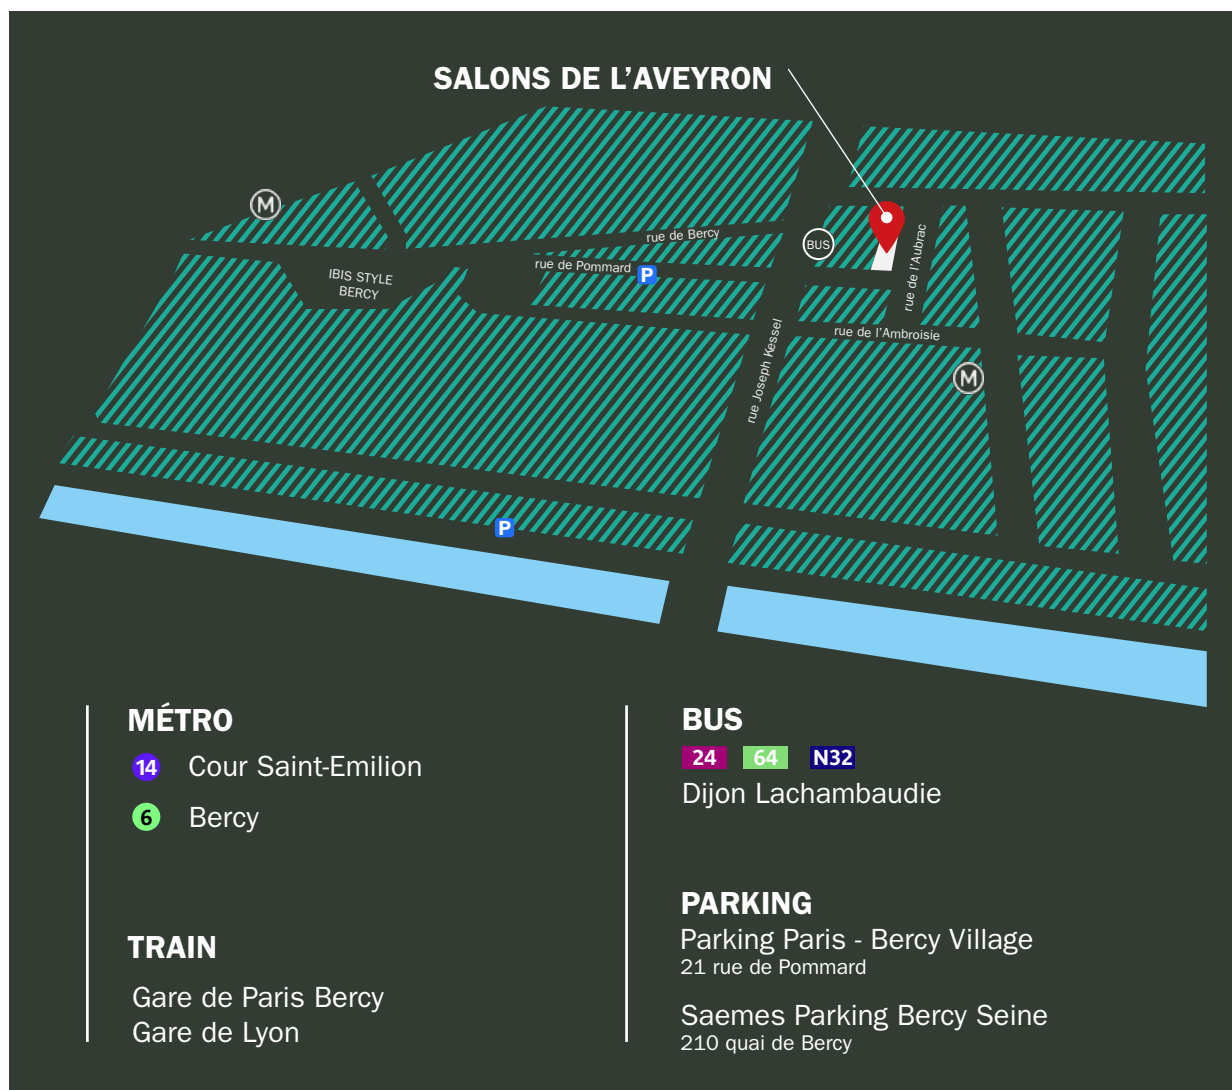 SALONS DE L'AVEYRON
M
rue de Bercy
BUS
rue de l'Aubrac
IBIS STYLE
BERCY
rue de Pommard
P
rue de l'Ambroisie
rue Joseph Kessel
M
P
MÉTRO
14 Cour Saint-Emilion
6 Bercy
TRAIN
Gare de Paris Bercy
Gare de Lyon
BUS
24 64 N32
Dijon Lachambaudie
PARKING
Parking Paris - Bercy Village
21 rue de Pommard
Saemes Parking Bercy Seine
210 quai de Bercy